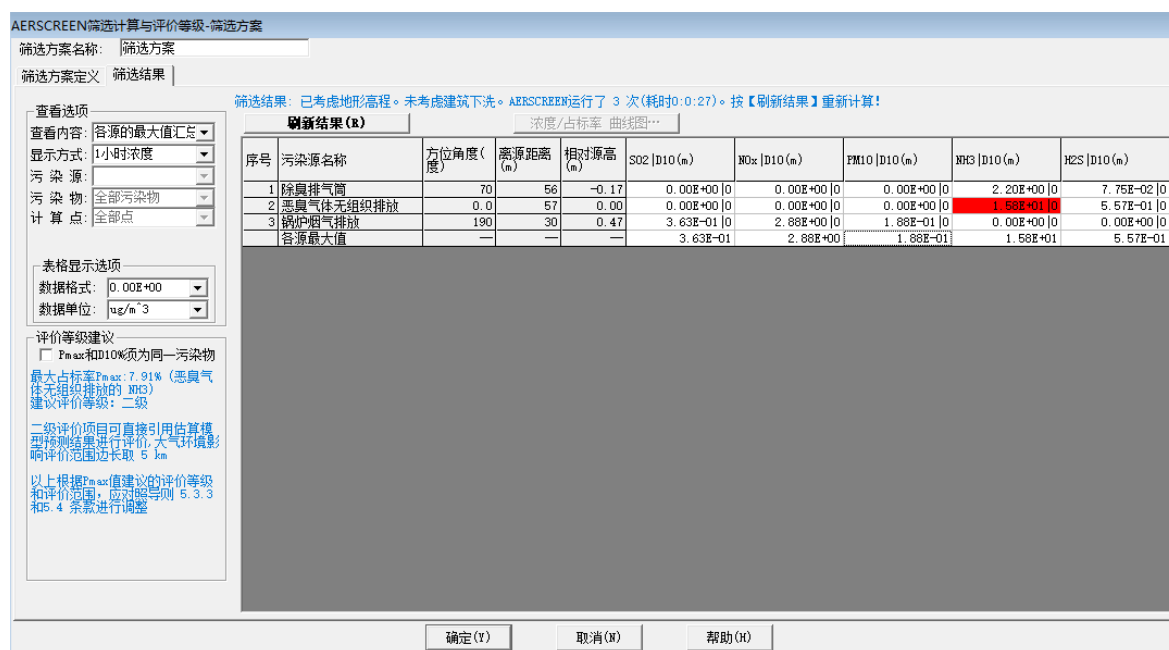 AERSCREEN筛选计算与评价等级-筛选方案
筛选方案名称: 筛选方案
筛选方案定义 筛选结果
筛选结果: 已考虑地形高程。未考虑建筑下洗。AERSCREEN运行了 3 次(耗时0:0:27)。按【刷新结果】重新计算!
刷新结果(R) 浓度/占标率 曲线图…
查看选项
查看内容: 各源的最大值汇总
显示方式: 1小时浓度
污 染 源:
污 染 物: 全部污染物
计 算 点: 全部点
表格显示选项
数据格式: 0.00E+00
数据单位: ug/m^3
评价等级建议
Pmax和D10%须为同一污染物
最大占标率Pmax:7.91% (恶臭气
体无组织排放的 NH3)
建议评价等级: 二级
二级评价项目可直接引用估算模
型预测结果进行评价,大气环境影
响评价范围边长取 5 km
以上根据Pmax值建议的评价等级
和评价范围,应对照导则 5.3.3
和5.4 条款进行调整
序号 污染源名称 方位角度(度) 离源距离(m) 相对源高(m) SO2|D10(m) NOx|D10(m) PM10|D10(m) NH3|D10(m) H2S|D10(m)
1 除臭排气筒 70 56 -0.17 0.00E+00|0 0.00E+00|0 0.00E+00|0 2.20E+00|0 7.75E-02|0
2 恶臭气体无组织排放 0.0 57 0.00 0.00E+00|0 0.00E+00|0 0.00E+00|0 1.58E+01|0 5.57E-01|0
3 锅炉烟气排放 190 30 0.47 3.63E-01|0 2.88E+00|0 1.88E-01|0 0.00E+00|0 0.00E+00|0
各源最大值 — — — 3.63E-01 2.88E+00 1.88E-01 1.58E+01 5.57E-01
确定(Y) 取消(N) 帮助(H)